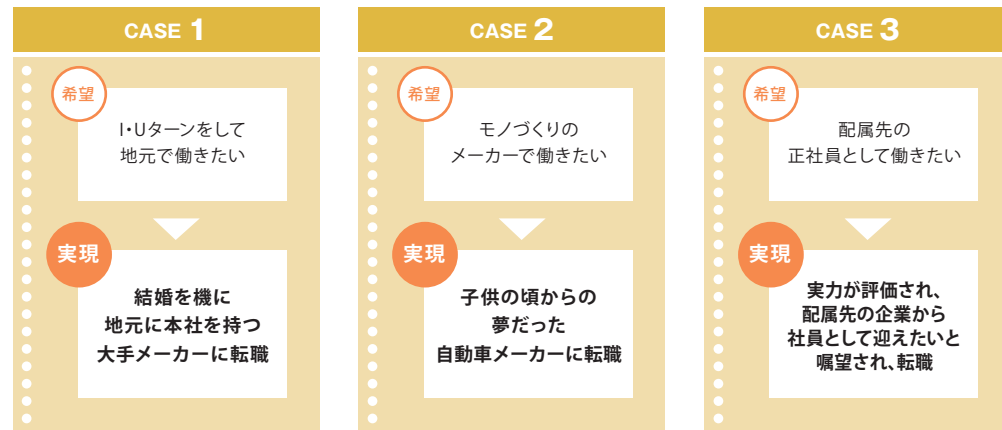 CASE 1
希望
I・Uターンをして
地元で働きたい
実現
結婚を機に
地元に本社を持つ
大手メーカーに転職
CASE 2
希望
モノづくりの
メーカーで働きたい
実現
子供の頃からの
夢だった
自動車メーカーに転職
CASE 3
希望
配属先の
正社員として働きたい
実現
実力が評価され、
配属先の企業から
社員として迎えたいと
嘱望され、転職